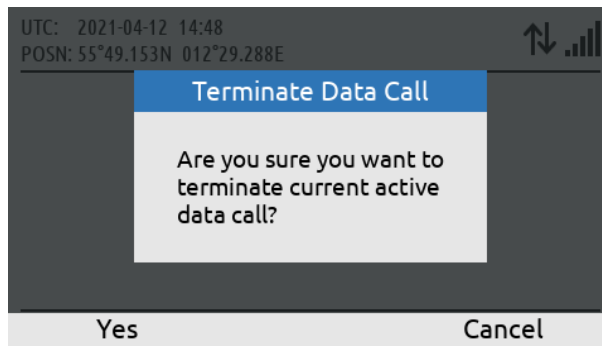 UTC: 2021-04-12 14:48
POSN: 55°49.153N 012°29.288E
Terminate Data Call
Are you sure you want to
terminate current active
data call?
Yes Cancel